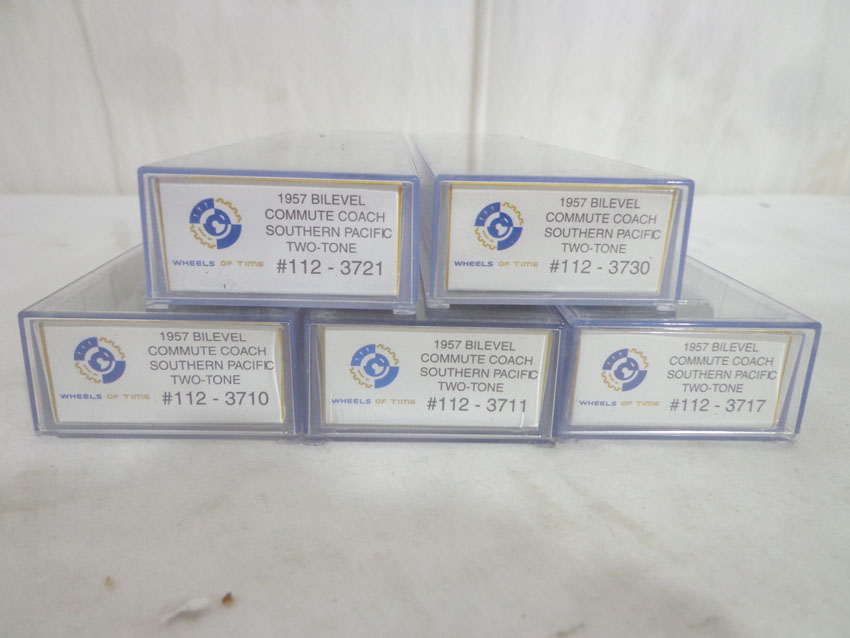 1957 BILEVEL
COMMUTE COACH
SOUTHERN PACIFIC
TWO-TONE
WHEELS OF TIME
#112 - 3721
1957 BILEVEL
COMMUTE COACH
SOUTHERN PACIFIC
TWO-TONE
WHEELS OF TIME
#112 - 3730
1957 BILEVEL
COMMUTE COACH
SOUTHERN PACIFIC
TWO-TONE
WHEELS OF TIME
#112 - 3710
1957 BILEVEL
COMMUTE COACH
SOUTHERN PACIFIC
TWO-TONE
WHEELS OF TIME
#112 - 3711
1957 BILEVEL
COMMUTE COACH
SOUTHERN PACIFIC
TWO-TONE
WHEELS OF TIME
#112 - 3717